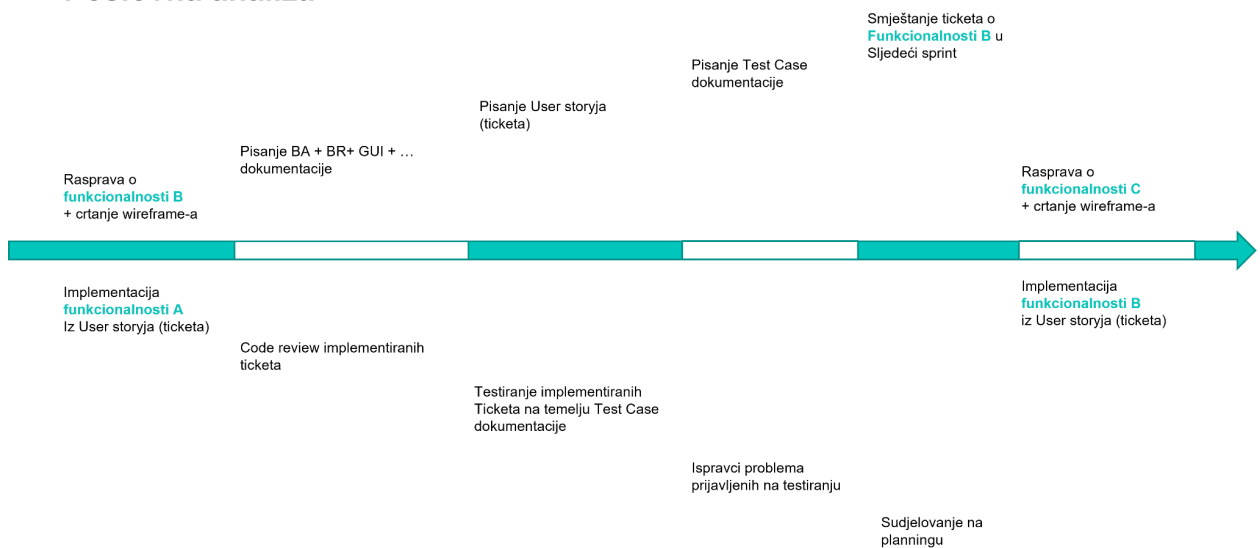 Smještanje ticketa o
Funkcionalnosti B u
Sljedeći sprint
Pisanje Test Case
dokumentacije
Pisanje User storyja
(ticketa)
Pisanje BA + BR+ GUI + …
dokumentacije
Rasprava o
funkcionalnosti B
+ crtanje wireframe-a
Rasprava o
funkcionalnosti C
+ crtanje wireframe-a
Implementacija
funkcionalnosti A
Iz User storyja (ticketa)
Implementacija
funkcionalnosti B
iz User storyja (ticketa)
Code review implementiranih
ticketa
Testiranje implementiranih
Ticketa na temelju Test Case
dokumentacije
Ispravci problema
prijavljenih na testiranju
Sudjelovanje na
planningu